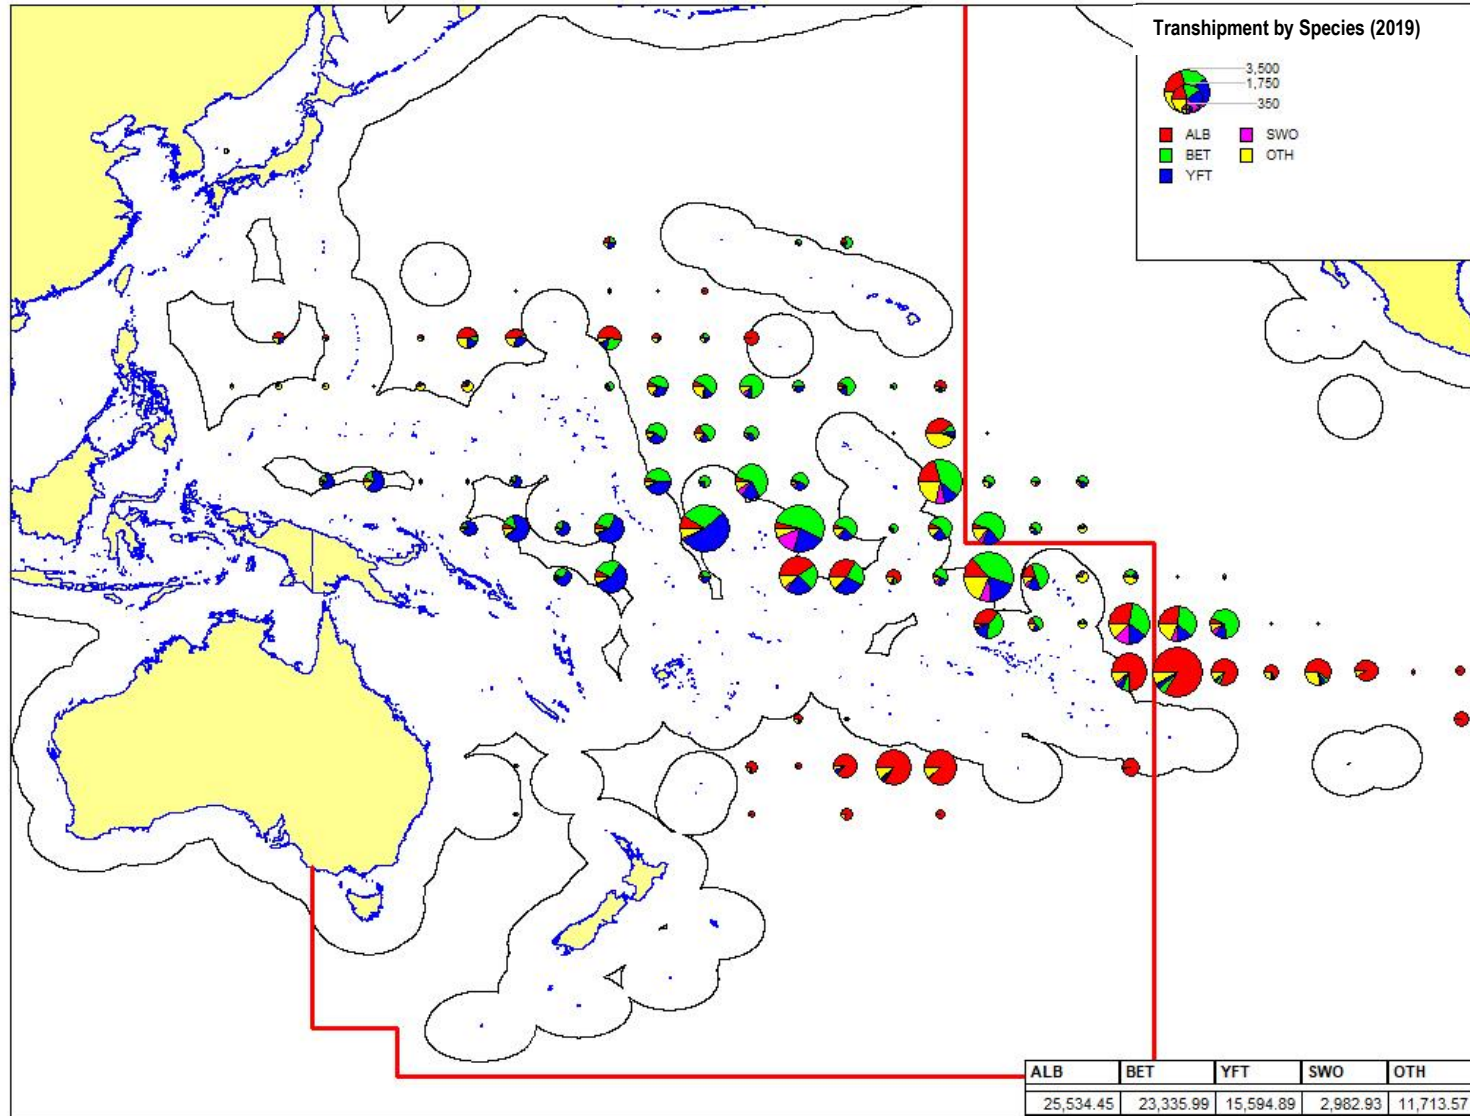 Transhipment by Species (2019)
3,500
1,750
350
ALB SWO
BET OTH
YFT
ALB BET YFT SWO OTH
25,534.45 23,335.99 15,594.89 2,982.93 11,713.57